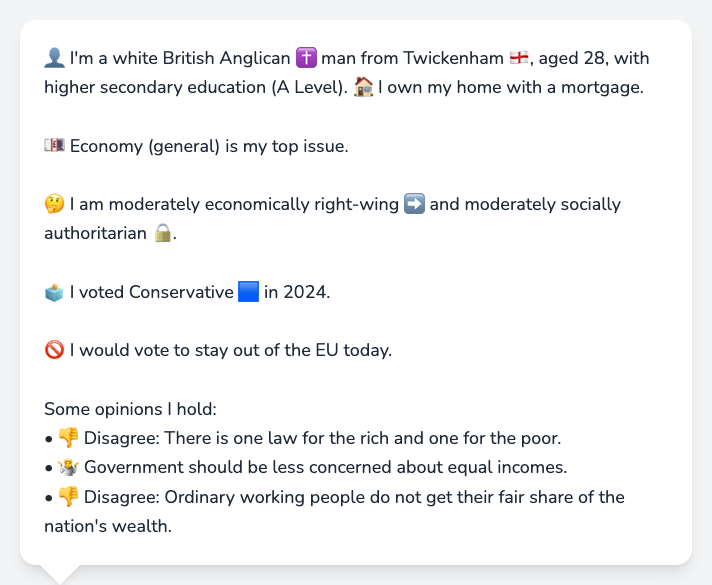 👤 I'm a white British Anglican ✝️ man from Twickenham 🏴󠁧󠁢󠁥󠁮󠁧󠁿, aged 28, with
higher secondary education (A Level). 🏠 I own my home with a mortgage.
💷 Economy (general) is my top issue.
🤔 I am moderately economically right-wing ➡️ and moderately socially
authoritarian 🔒.
🗳️ I voted Conservative 🟦 in 2024.
🚫 I would vote to stay out of the EU today.
Some opinions I hold:
• 👎 Disagree: There is one law for the rich and one for the poor.
• 🤷 Government should be less concerned about equal incomes.
• 👎 Disagree: Ordinary working people do not get their fair share of the
nation's wealth.